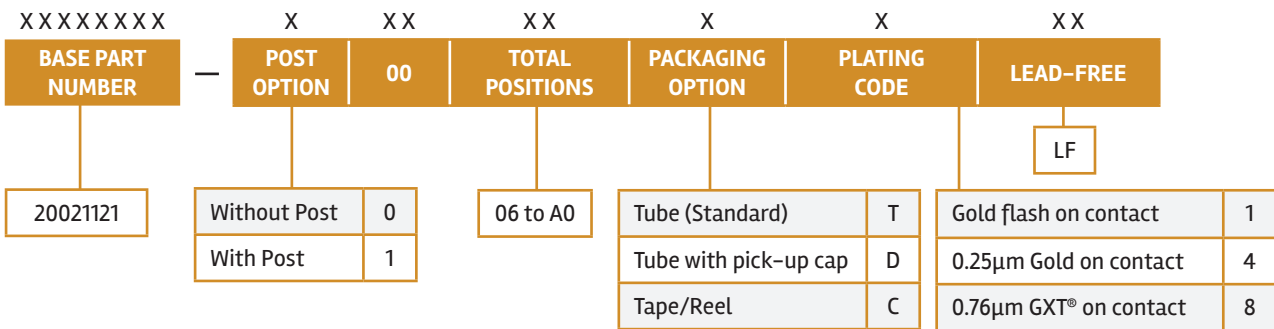 XXXXXXXX X XX XX X X XX
BASE PART NUMBER — POST OPTION 00 TOTAL POSITIONS PACKAGING OPTION PLATING CODE LEAD-FREE
LF
20021121
Without Post 0
With Post 1
06 to A0
Tube (Standard) T
Tube with pick-up cap D
Tape/Reel C
Gold flash on contact 1
0.25µm Gold on contact 4
0.76µm GXT® on contact 8